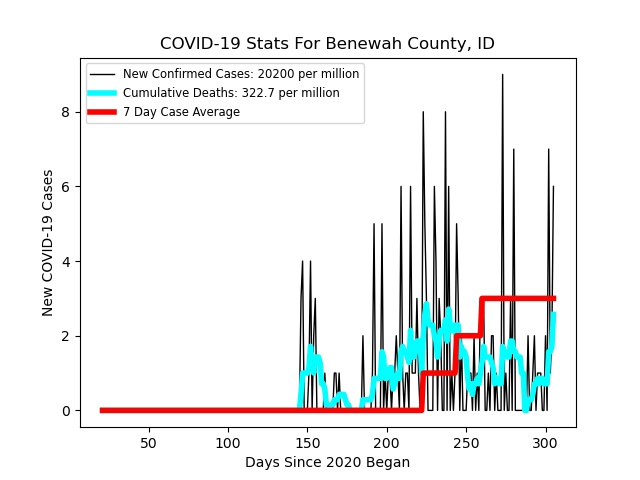 COVID-19 Stats For Benewah County, ID
New Confirmed Cases: 20200 per million
Cumulative Deaths: 322.7 per million
7 Day Case Average
New COVID-19 Cases
8
6
4
2
0
50 100 150 200 250 300
Days Since 2020 Began